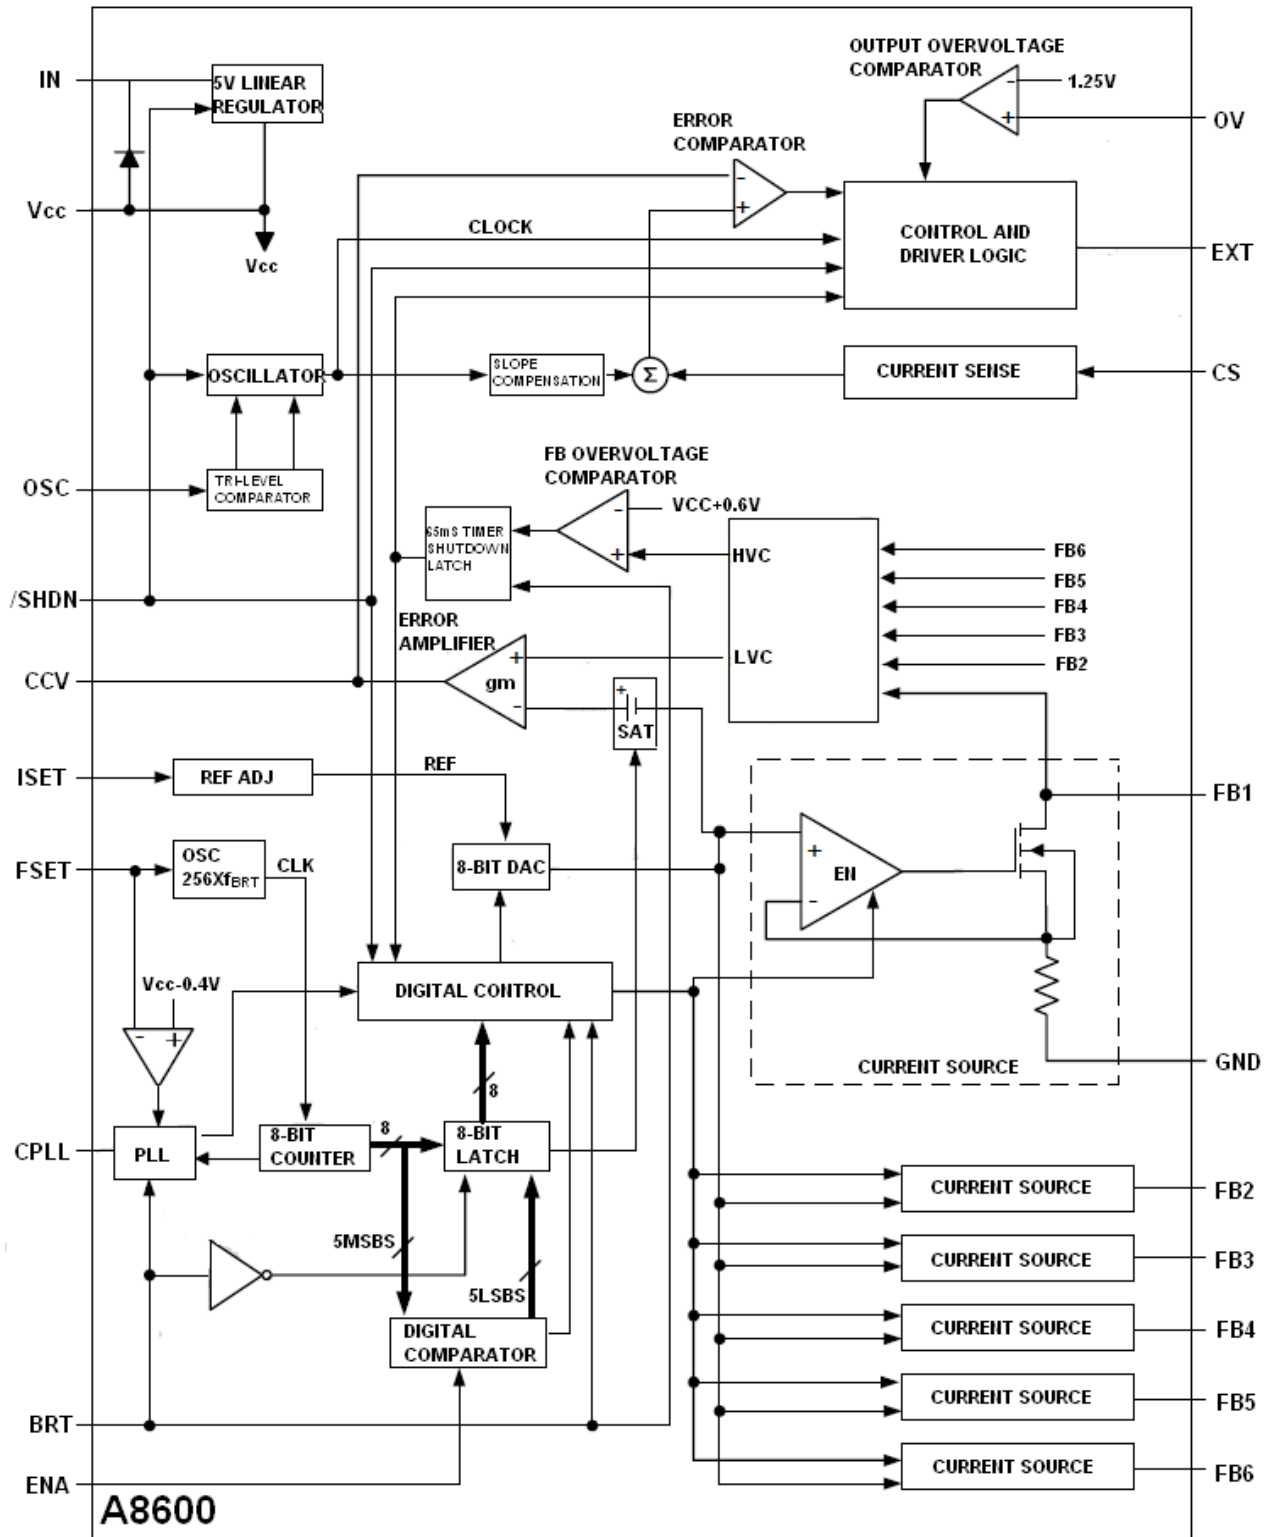 OUTPUT OVERVOLTAGE
COMPARATOR
-
1.25V
+
OV
IN
5V LINEAR
REGULATOR
ERROR
COMPARATOR
-
+
Vcc
Vcc
CLOCK
CONTROL AND
DRIVER LOGIC
EXT
OSCILLATOR
SLOPE
COMPENSATION
Σ
CURRENT SENSE
CS
OSC
TRI-LEVEL
COMPARATOR
FB OVERVOLTAGE
COMPARATOR
-
VCC+0.6V
+
65mS TIMER
SHUTDOWN
LATCH
HVC
FB6
FB5
FB4
FB3
FB2
/SHDN
ERROR
AMPLIFIER
+
gm
-
LVC
CCV
+
SAT
ISET
REF ADJ
REF
FB1
FSET
OSC
256XfBRT
CLK
8-BIT DAC
+
EN
-
Vcc-0.4V
- +
DIGITAL CONTROL
CURRENT SOURCE
GND
8
CPLL
PLL
8-BIT
COUNTER
8
8-BIT
LATCH
CURRENT SOURCE
FB2
5MSBS
5LSBS
CURRENT SOURCE
FB3
DIGITAL
COMPARATOR
CURRENT SOURCE
FB4
CURRENT SOURCE
FB5
BRT
CURRENT SOURCE
FB6
ENA
A8600